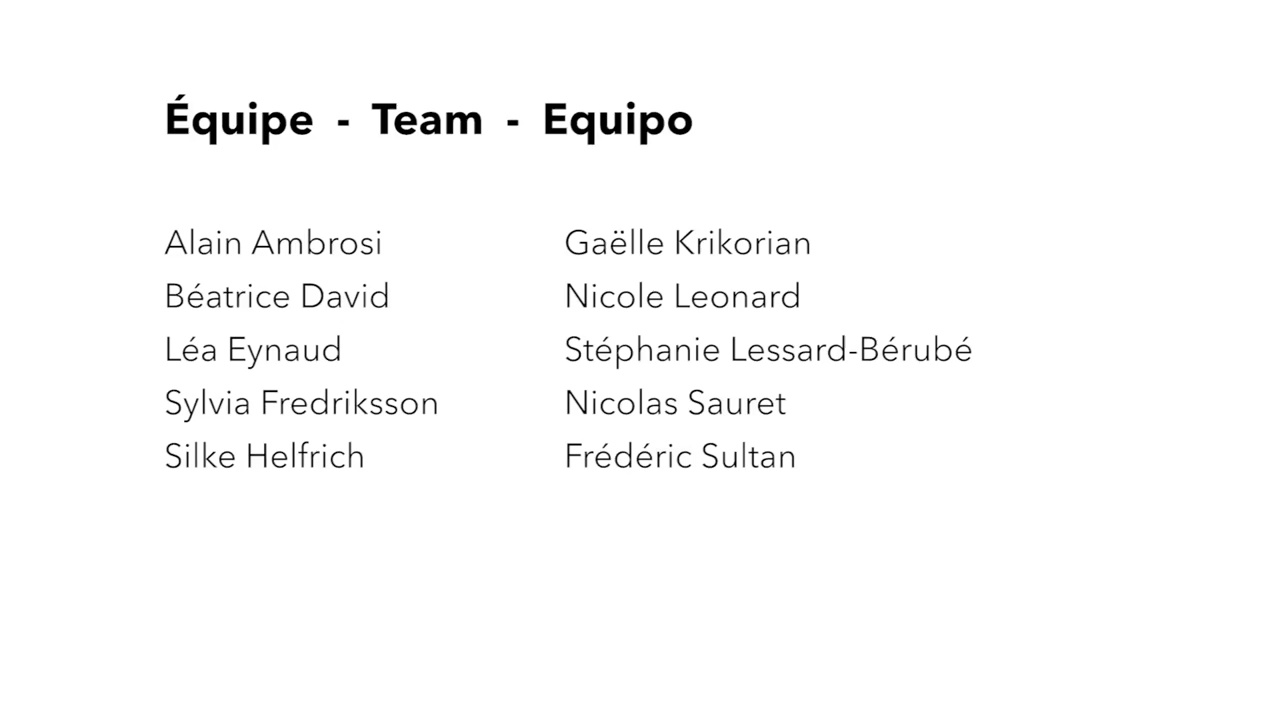 Équipe - Team - Equipo
Alain Ambrosi
Béatrice David
Léa Eynaud
Sylvia Fredriksson
Silke Helfrich
Gaëlle Krikorian
Nicole Leonard
Stéphanie Lessard-Bérubé
Nicolas Sauret
Frédéric Sultan